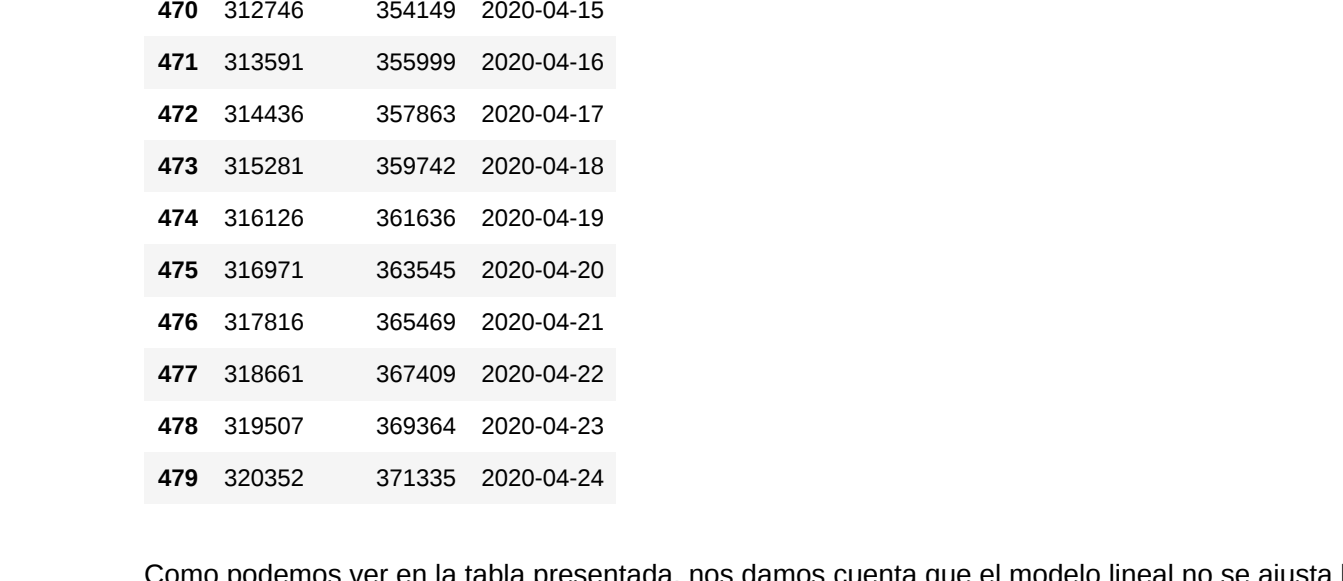 470 312746 354149 2020-04-15
471 313591 355999 2020-04-16
472 314436 357863 2020-04-17
473 315281 359742 2020-04-18
474 316126 361636 2020-04-19
475 316971 363545 2020-04-20
476 317816 365469 2020-04-21
477 318661 367409 2020-04-22
478 319507 369364 2020-04-23
479 320352 371335 2020-04-24
Como podemos ver en la tabla presentada, nos damos cuenta que el modelo lineal no se ajusta